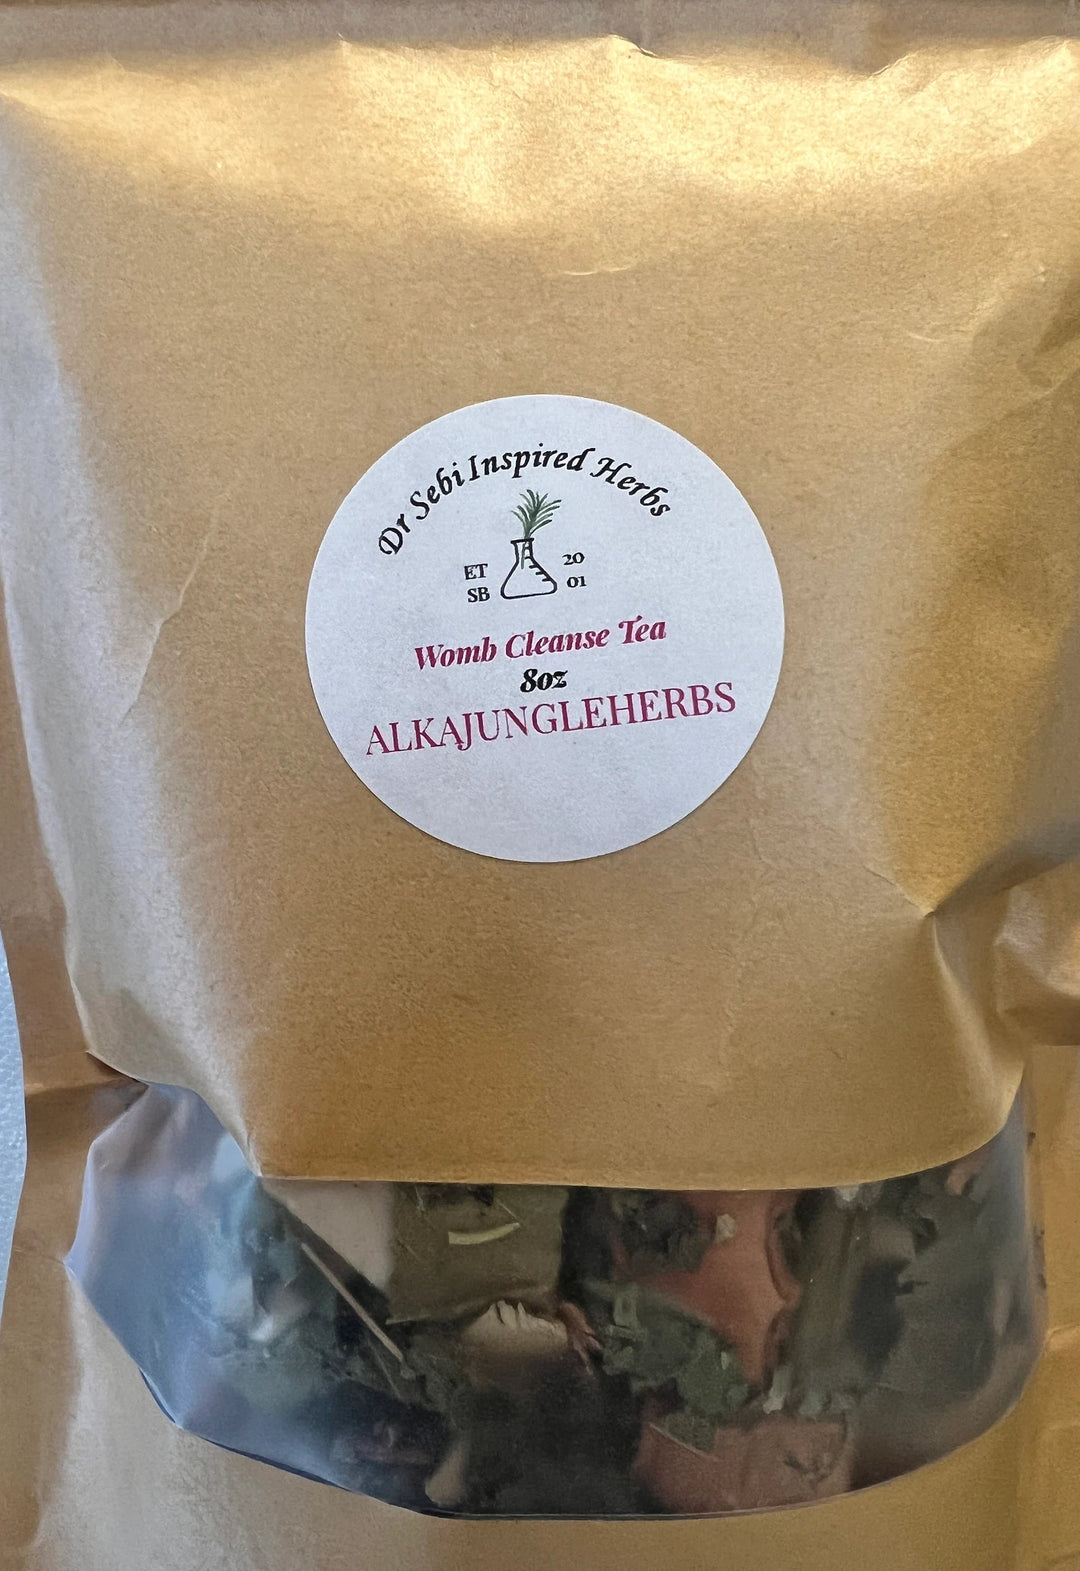 Dr Sebi Inspired Herbs
ET 20
SB 01
Womb Cleanse Tea
8oz
ALKAJUNGLEHERBS